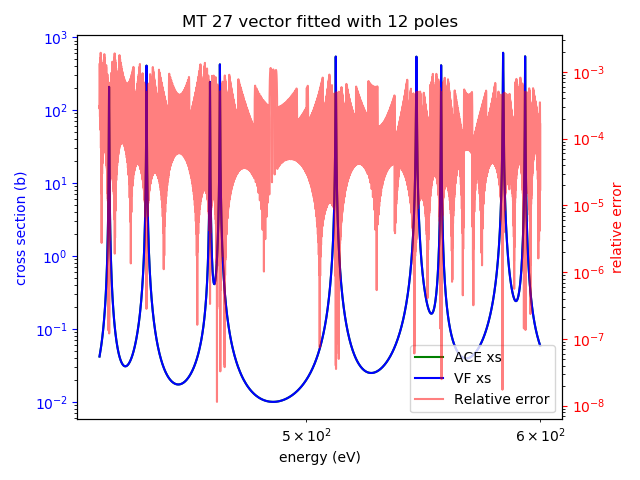 MT 27 vector fitted with 12 poles
10³
10²
10¹
10⁰
10⁻¹
10⁻²
cross section (b)
10⁻³
10⁻⁴
10⁻⁵
10⁻⁶
10⁻⁷
10⁻⁸
relative error
ACE xs
VF xs
Relative error
5 × 10²
6 × 10²
energy (eV)